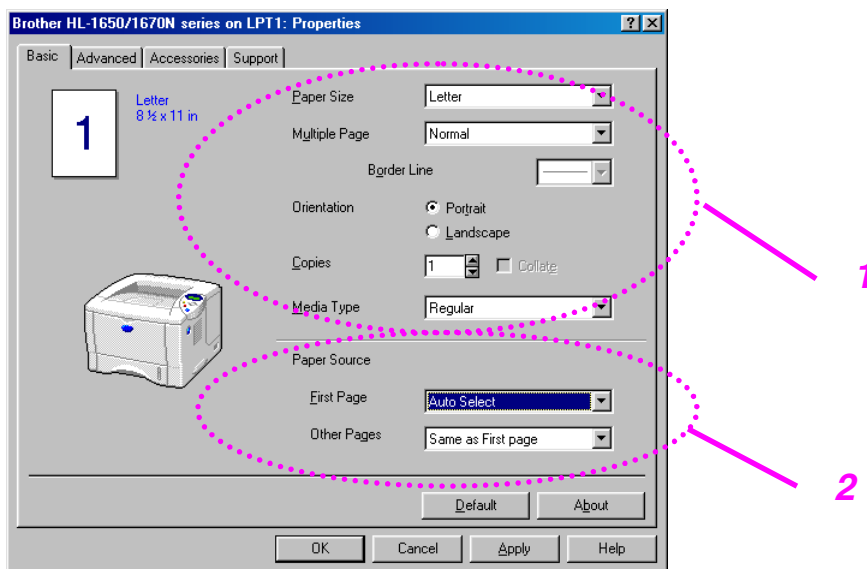 Brother HL-1650/1670N series on LPT1: Properties
Basic Advanced Accessories Support
1
Letter
8 ½ x 11 in
Paper Size Letter
Multiple Page Normal
Border Line
Orientation Portrait
Landscape
Copies 1 Collate
Media Type Regular
1
Paper Source
First Page Auto Select
Other Pages Same as First page
2
Default About
OK Cancel Apply Help